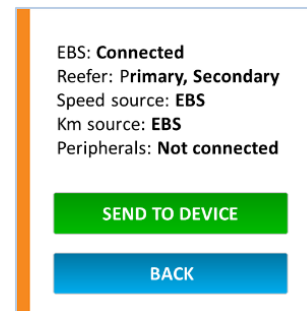 EBS: Connected
Reefer: Primary, Secondary
Speed source: EBS
Km source: EBS
Peripherals: Not connected
SEND TO DEVICE
BACK